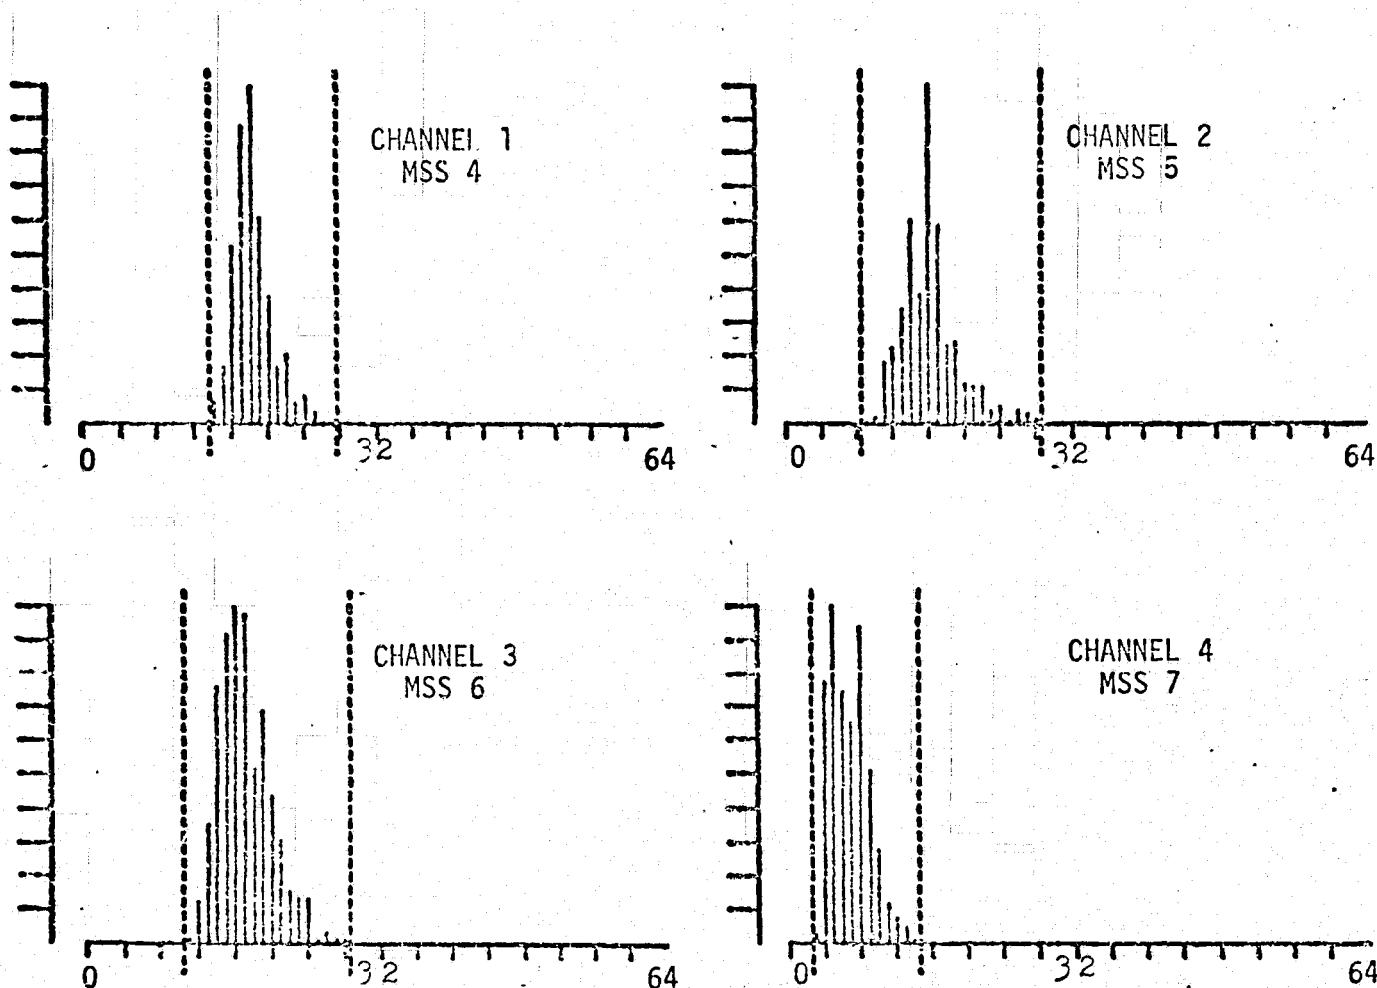 CHANNEL 1
MSS 4
0 32 64
CHANNEL 2
MSS 5
0 32 64
CHANNEL 3
MSS 6
0 32 64
CHANNEL 4
MSS 7
0 32 64